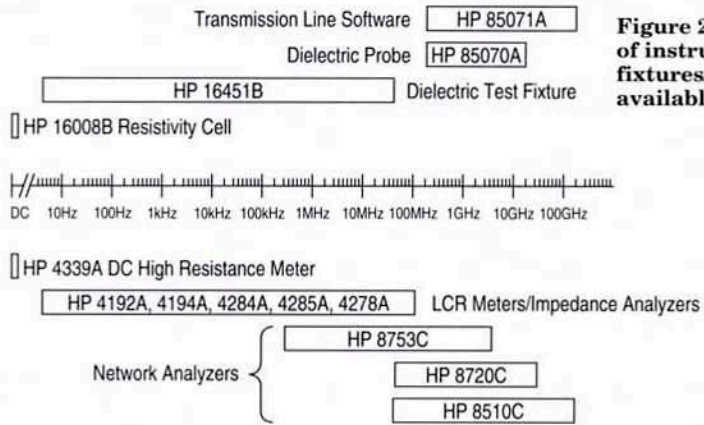 Transmission Line Software HP 85071A
Dielectric Probe HP 85070A
HP 16451B Dielectric Test Fixture
HP 16008B Resistivity Cell
Figure 2
of instru
fixtures
availabl
DC 10Hz 100Hz 1kHz 10kHz 100kHz 1MHz 10MHz 100MHz 1GHz 10GHz 100GHz
HP 4339A DC High Resistance Meter
HP 4192A, 4194A, 4284A, 4285A, 4278A LCR Meters/Impedance Analyzers
HP 8753C
Network Analyzers HP 8720C
HP 8510C